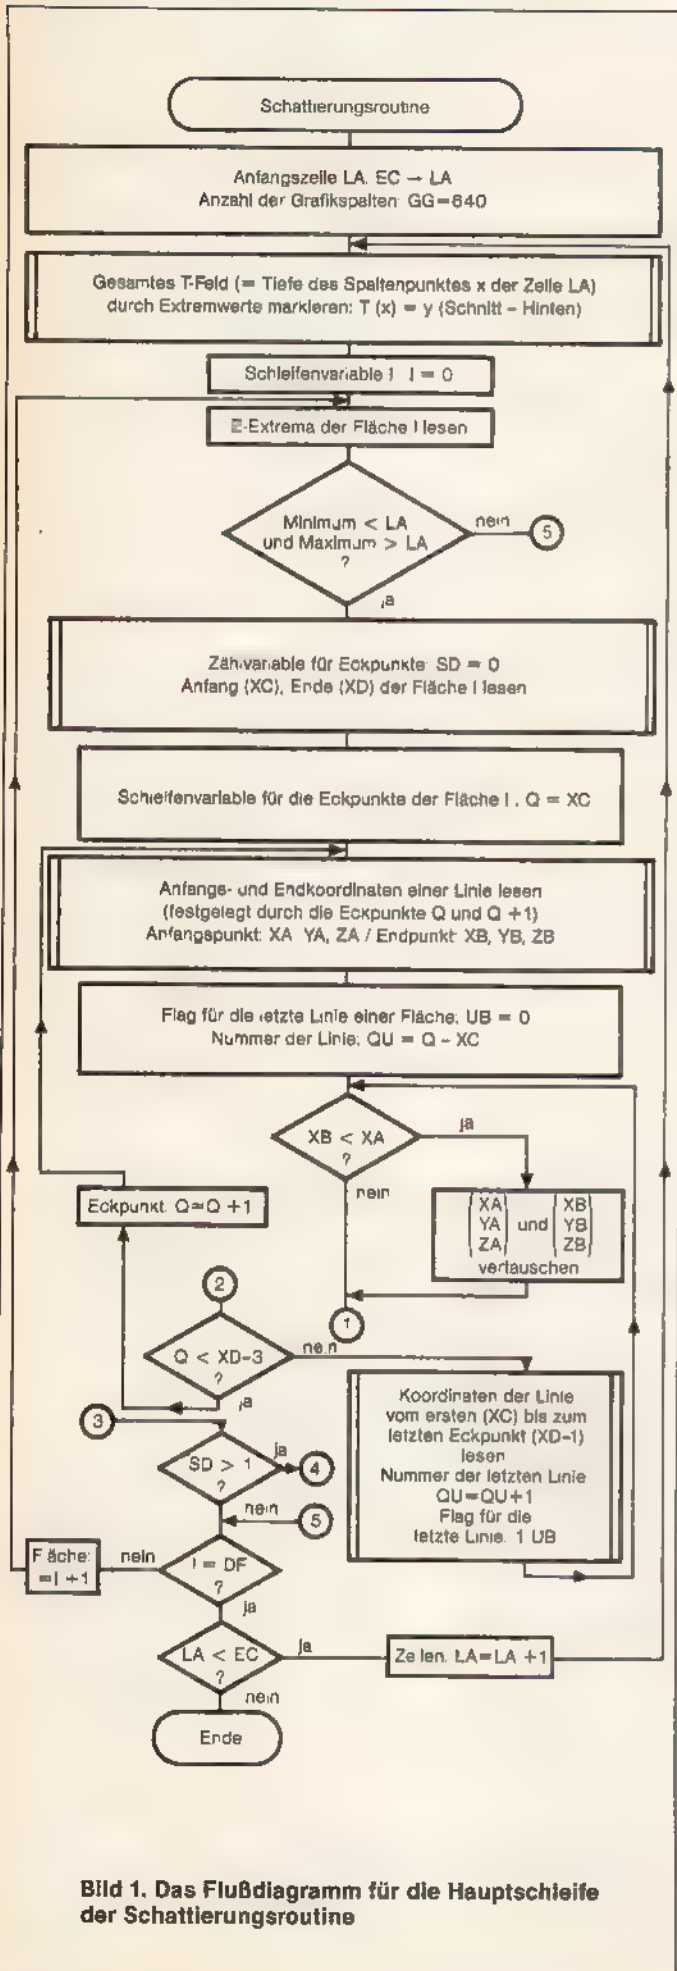 Schattierungsroutine
Anfangszeile LA: EC → LA
Anzahl der Grafikspalten: GG=640
Gesamtes T-Feld (= Tiefe des Spaltenpunktes x der Zeile LA)
durch Extremwerte markieren: T (x) = y (Schnitt – Hinten)
Schleifenvariable I: I = 0
Z-Extrema der Fläche I lesen
Minimum < LA
und Maximum > LA
?
nein
5
ja
Zählvariable für Eckpunkte: SD = 0
Anfang (XC), Ende (XD) der Fläche I lesen
Schleifenvariable für die Eckpunkte der Fläche I: Q = XC
Anfangs- und Endkoordinaten einer Linie lesen
(festgelegt durch die Eckpunkte Q und Q +1)
Anfangspunkt: XA, YA, ZA / Endpunkt: XB, YB, ZB
Flag für die letzte Linie einer Fläche: UB = 0
Nummer der Linie: QU = Q – XC
XB < XA
?
ja
nein
Eckpunkt: Q=Q +1
XA XB
YA und YB
ZA ZB
vertauschen
2
1
Q < XD–3
?
nein
ja
Koordinaten der Linie
vom ersten (XC) bis zum
letzten Eckpunkt (XD–1)
lesen
Nummer der letzten Linie
QU=QU+1
Flag für die
letzte Linie: 1 UB
3
SD > 1
?
ja
4
nein
5
Fläche:
=I +1
nein
I = DF
?
ja
LA < EC
?
ja
Zeilen: LA=LA +1
nein
Ende
Bild 1. Das Flußdiagramm für die Hauptschleife
der Schattierungsroutine